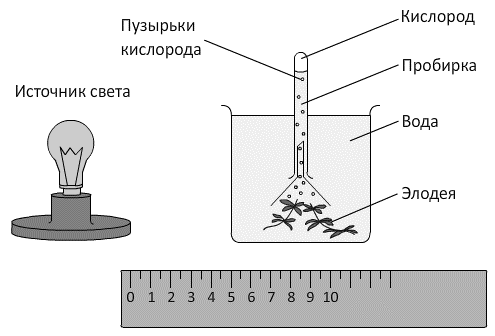 Кислород
Пузырьки
кислорода
Пробирка
Источник света
Вода
Элодея
0 1 2 3 4 5 6 7 8 9 10